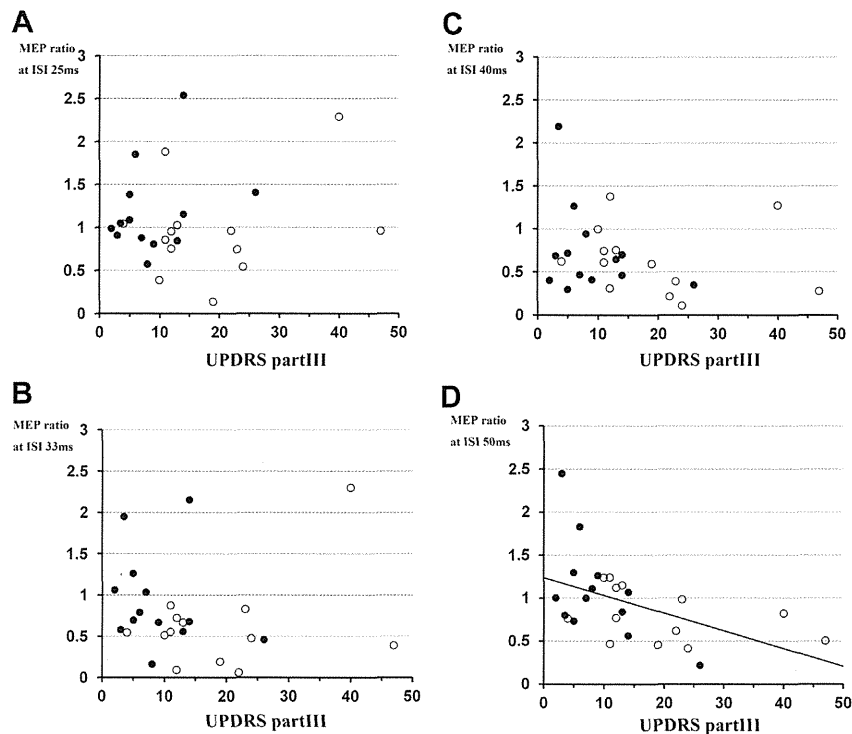 A
MEP ratio
at ISI 25ms
3
2.5
2
1.5
1
0.5
0
0 10 20 30 40 50
UPDRS partIII
B
MEP ratio
at ISI 33ms
3
2.5
2
1.5
1
0.5
0
0 10 20 30 40 50
UPDRS partIII
C
MEP ratio
at ISI 40ms
3
2.5
2
1.5
1
0.5
0
0 10 20 30 40 50
UPDRS partIII
D
MEP ratio
at ISI 50ms
3
2.5
2
1.5
1
0.5
0
0 10 20 30 40 50
UPDRS partIII